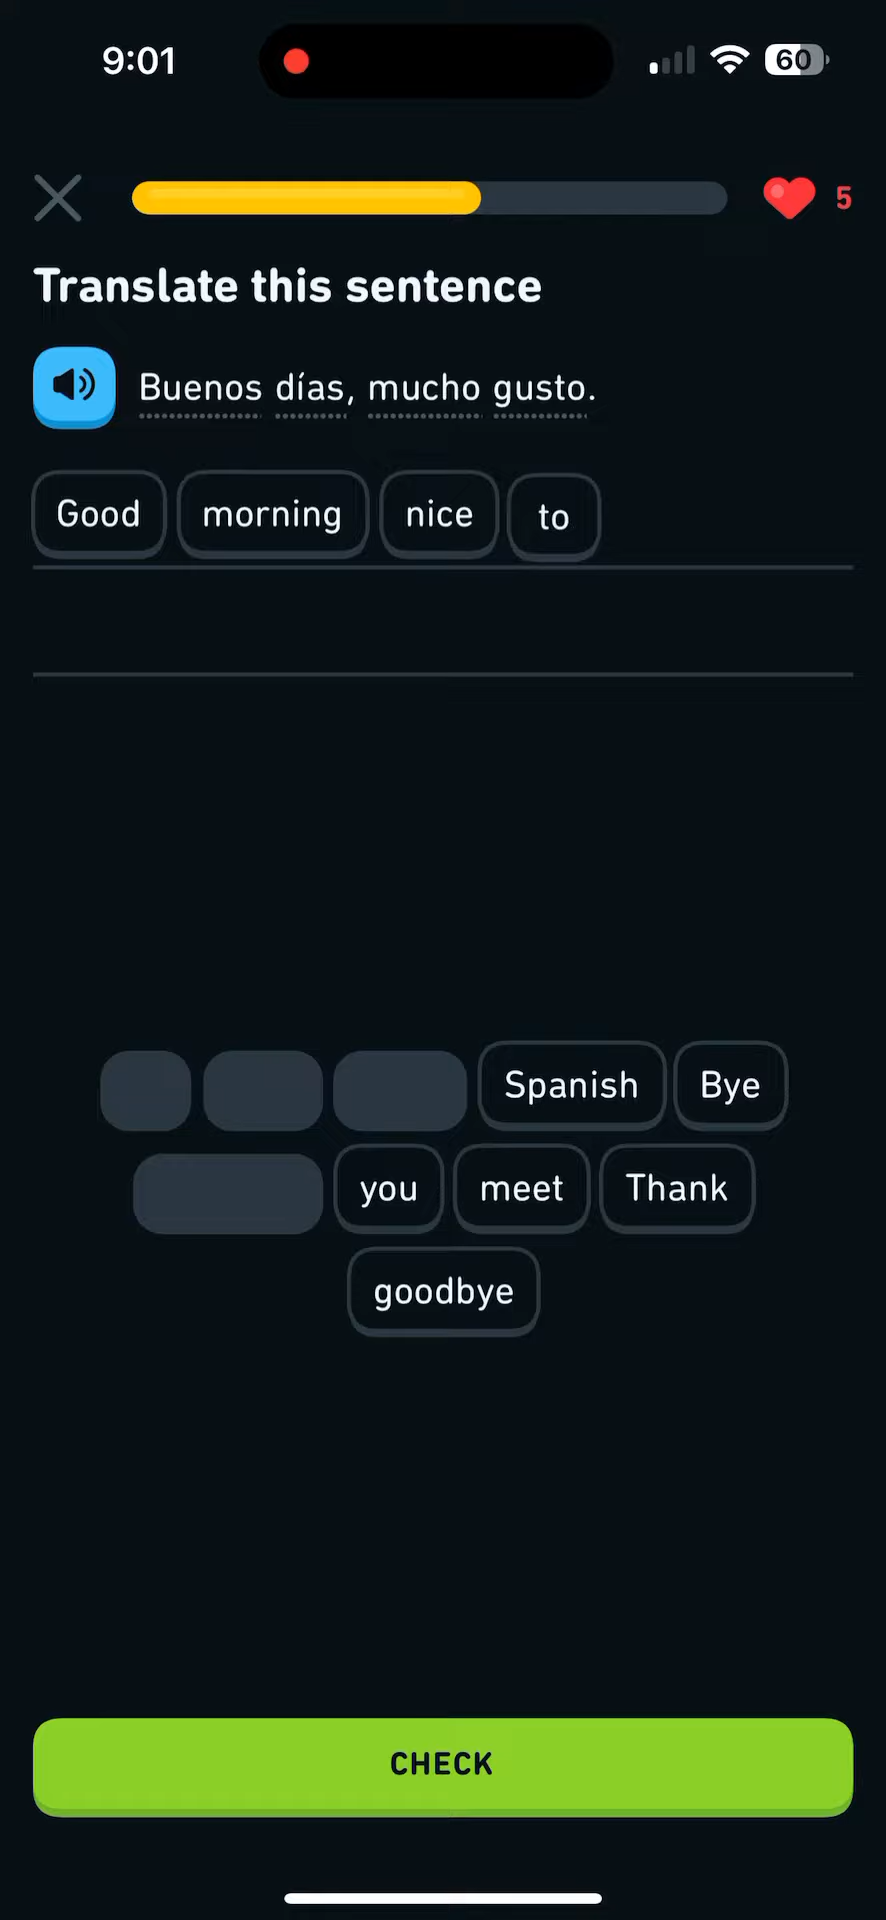 9:01
60
5
Translate this sentence
Buenos días, mucho gusto.
Good morning nice to
Spanish Bye
you meet Thank
goodbye
CHECK